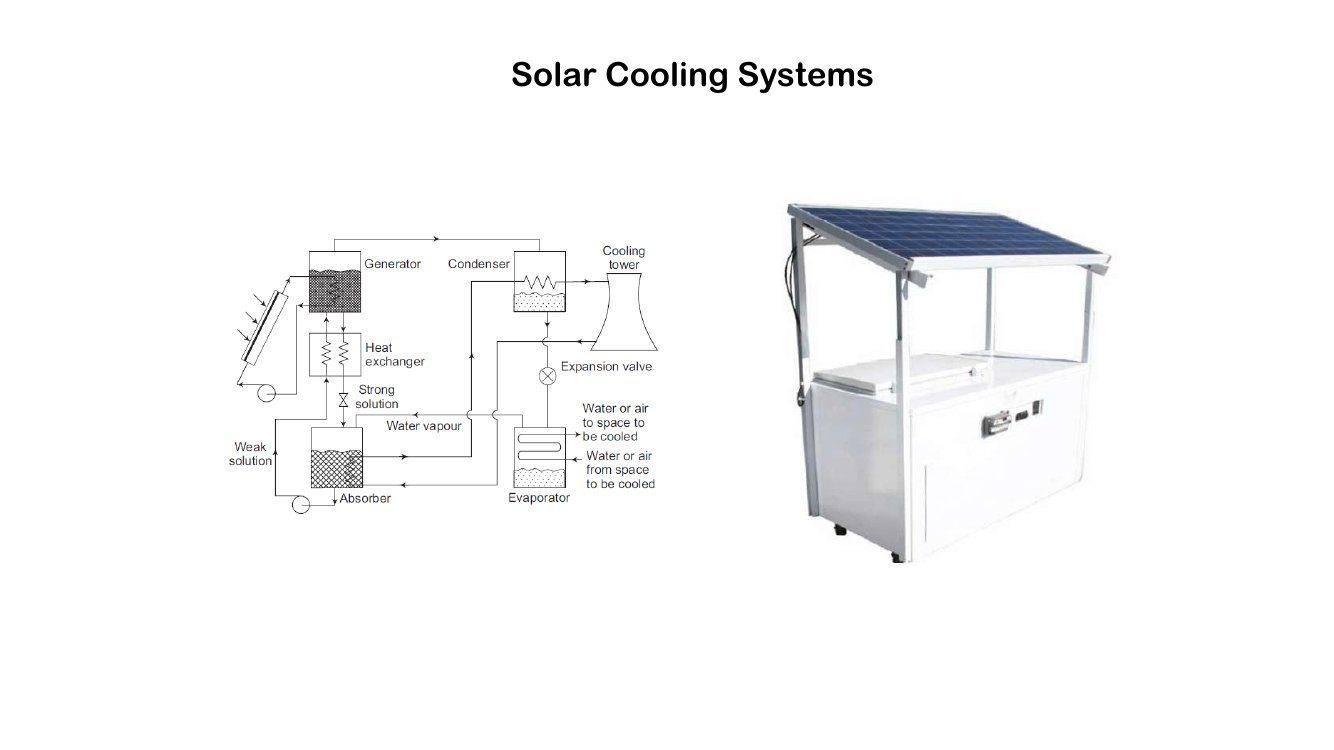 Solar Cooling Systems
Generator
Condenser
Cooling
tower
Heat
exchanger
Expansion valve
Strong
solution
Water vapour
Water or air
to space to
be cooled
Weak
solution
Water or air
from space
to be cooled
Absorber
Evaporator